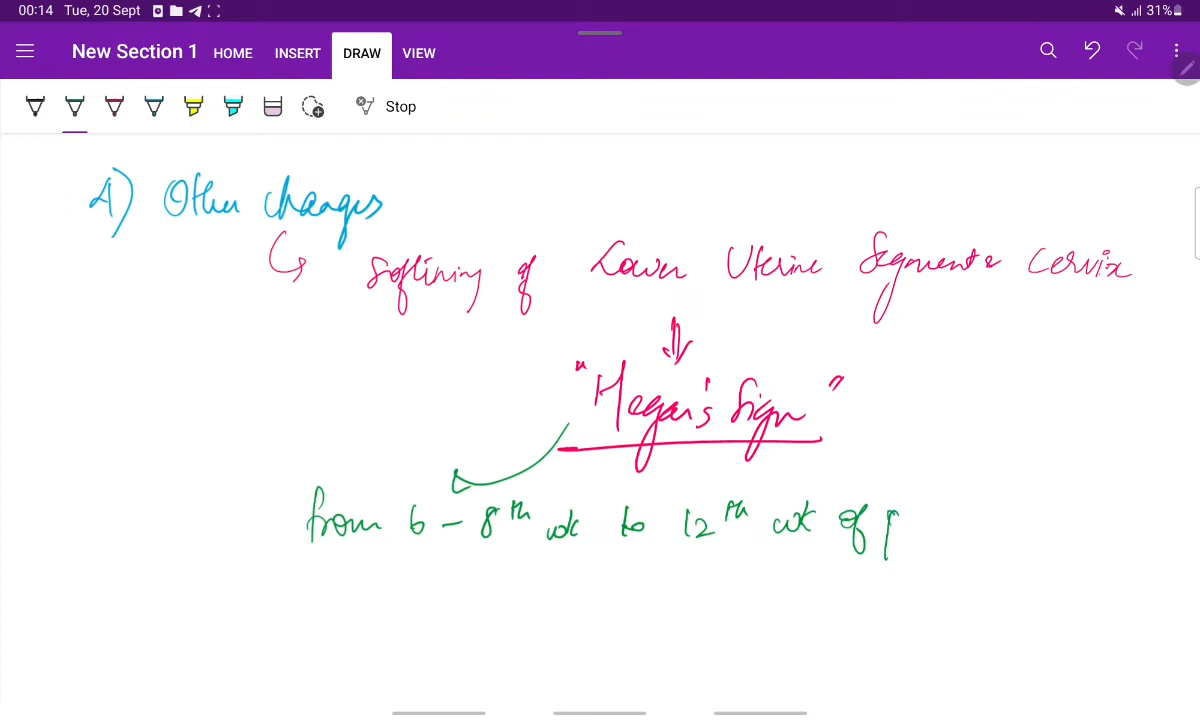 00:14 Tue, 20 Sept 31%
New Section 1 HOME INSERT DRAW VIEW
Stop
A) Other changes
Softining of Lower Uterine Segment & Cervix
"Hegar's Sign"
from 6 - 8th wk to 12th wk of p